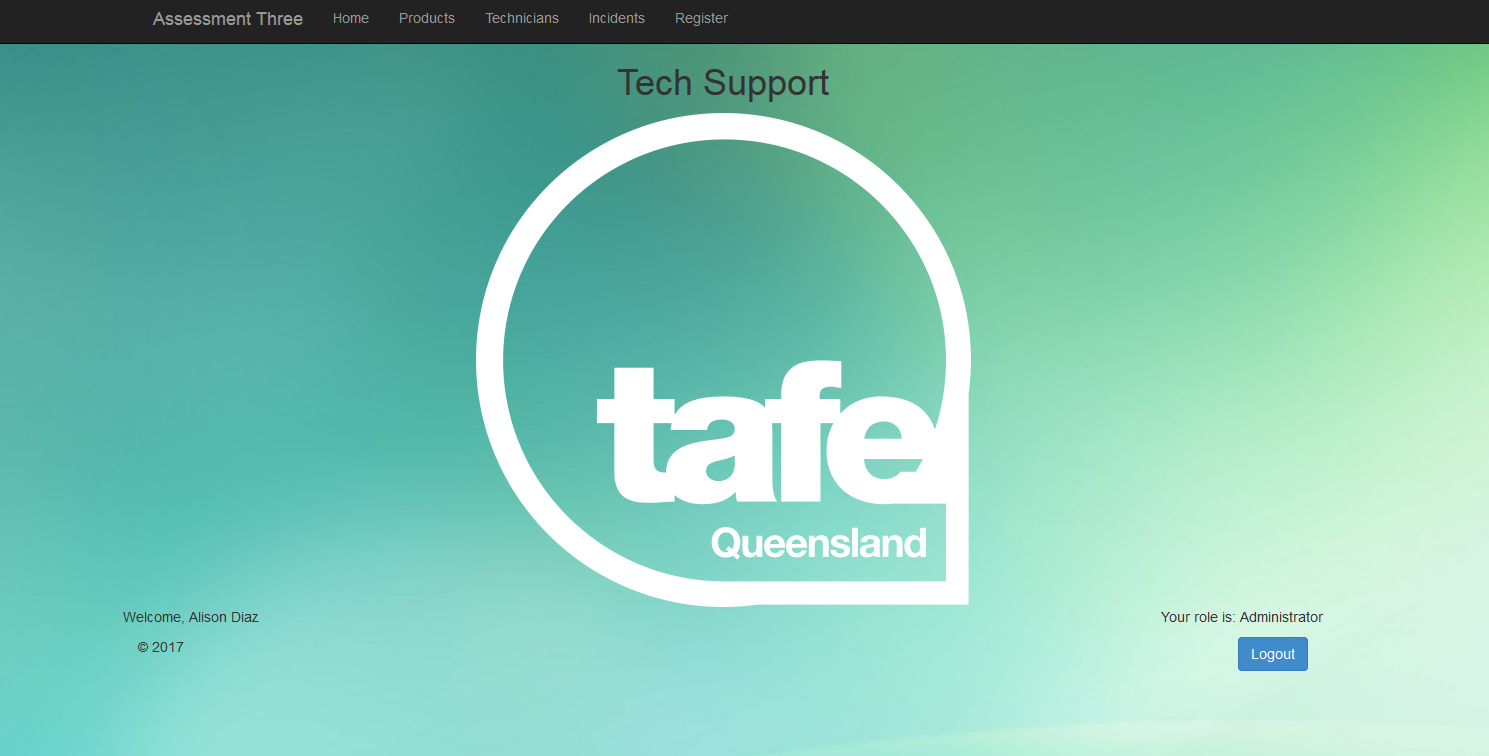 Assessment Three Home Products Technicians Incidents Register
Tech Support
tafe
Queensland
Welcome, Alison Diaz Your role is: Administrator
© 2017 Logout